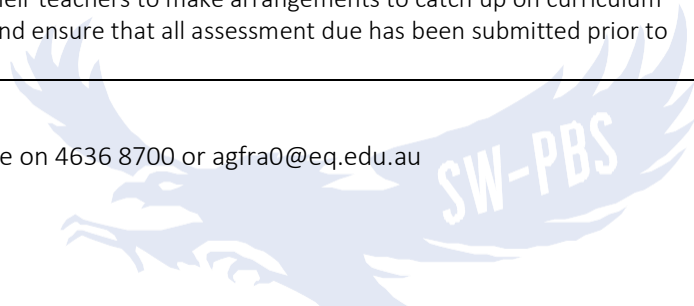 heir teachers to make arrangements to catch up on curriculum
nd ensure that all assessment due has been submitted prior to
e on 4636 8700 or agfra0@eq.edu.au
SW-PBS